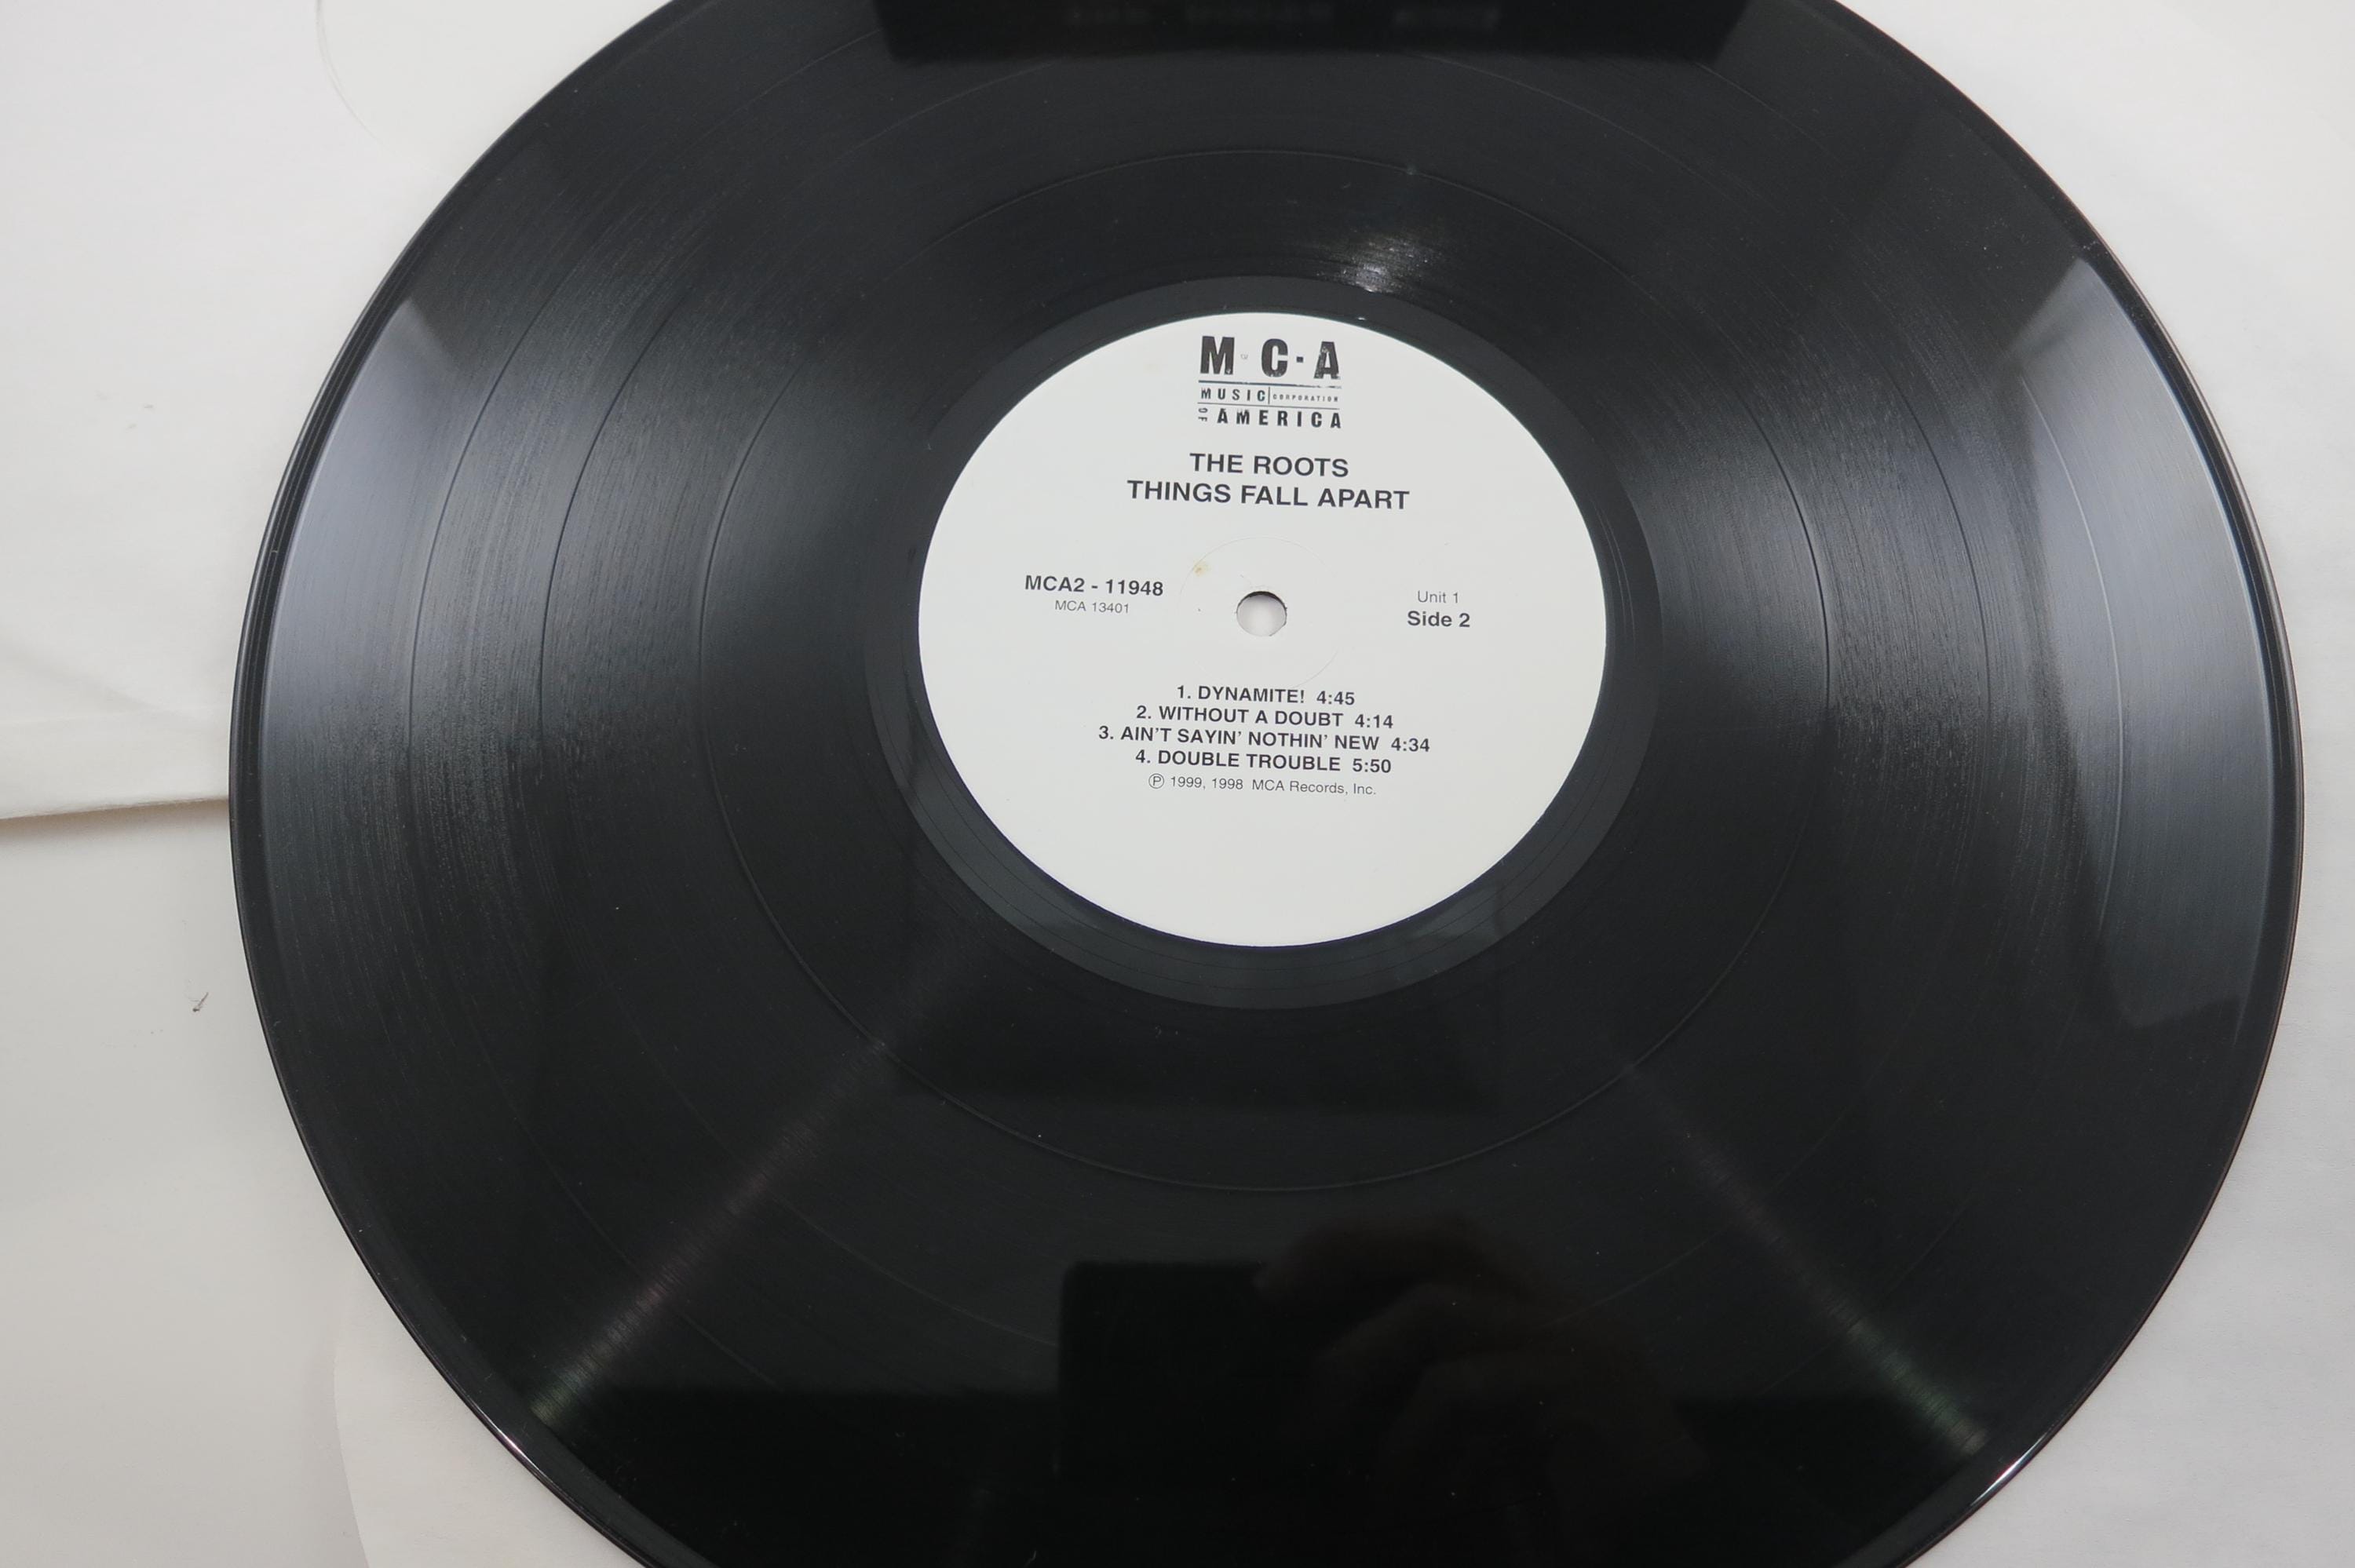 M·C·A
MUSIC CORPORATION
OF AMERICA
THE ROOTS
THINGS FALL APART
MCA2 - 11948
MCA 13401
Unit 1
Side 2
1. DYNAMITE! 4:45
2. WITHOUT A DOUBT 4:14
3. AIN'T SAYIN' NOTHIN' NEW 4:34
4. DOUBLE TROUBLE 5:50
℗ 1999, 1998 MCA Records, Inc.